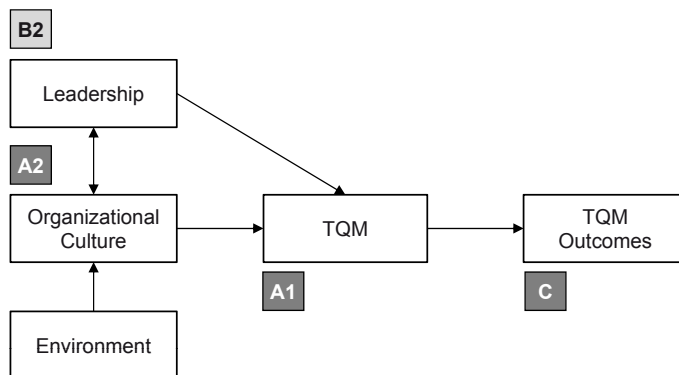 B2
Leadership
A2
Organizational
Culture
TQM
TQM
Outcomes
A1
C
Environment